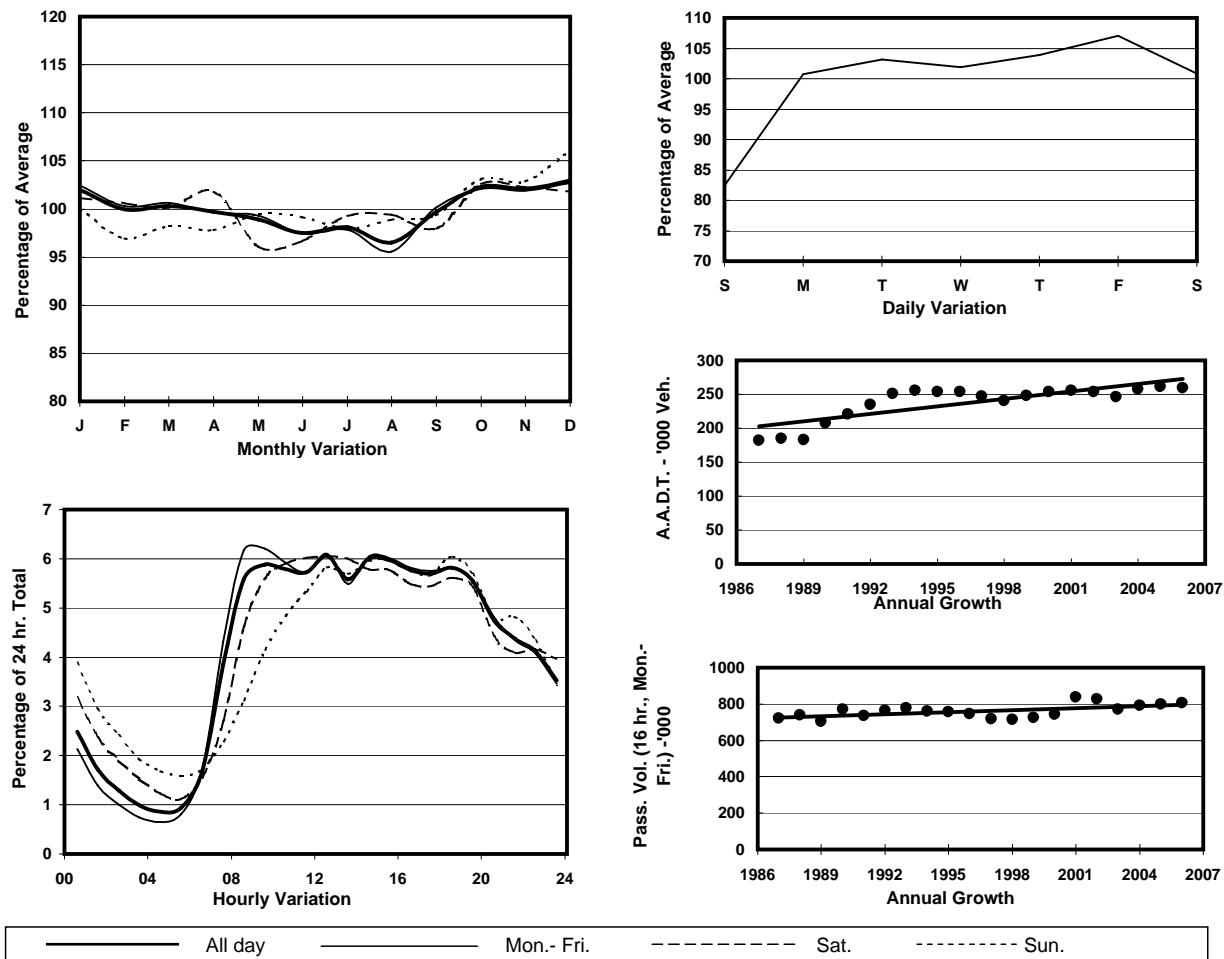 120
115
110
105
100
95
90
85
80
Percentage of Average
J F M A M J J A S O N D
Monthly Variation
110
105
100
95
90
85
80
75
70
Percentage of Average
S M T W T F S
Daily Variation
300
250
200
150
100
50
0
A.A.D.T. - '000 Veh.
1986 1989 1992 1995 1998 2001 2004 2007
Annual Growth
7
6
5
4
3
2
1
0
Percentage of 24 hr. Total
00 04 08 12 16 20 24
Hourly Variation
1000
800
600
400
200
0
Pass. Vol. (16 hr., Mon.-
Fri.) -'000
1986 1989 1992 1995 1998 2001 2004 2007
Annual Growth
All day Mon.- Fri. Sat. Sun.